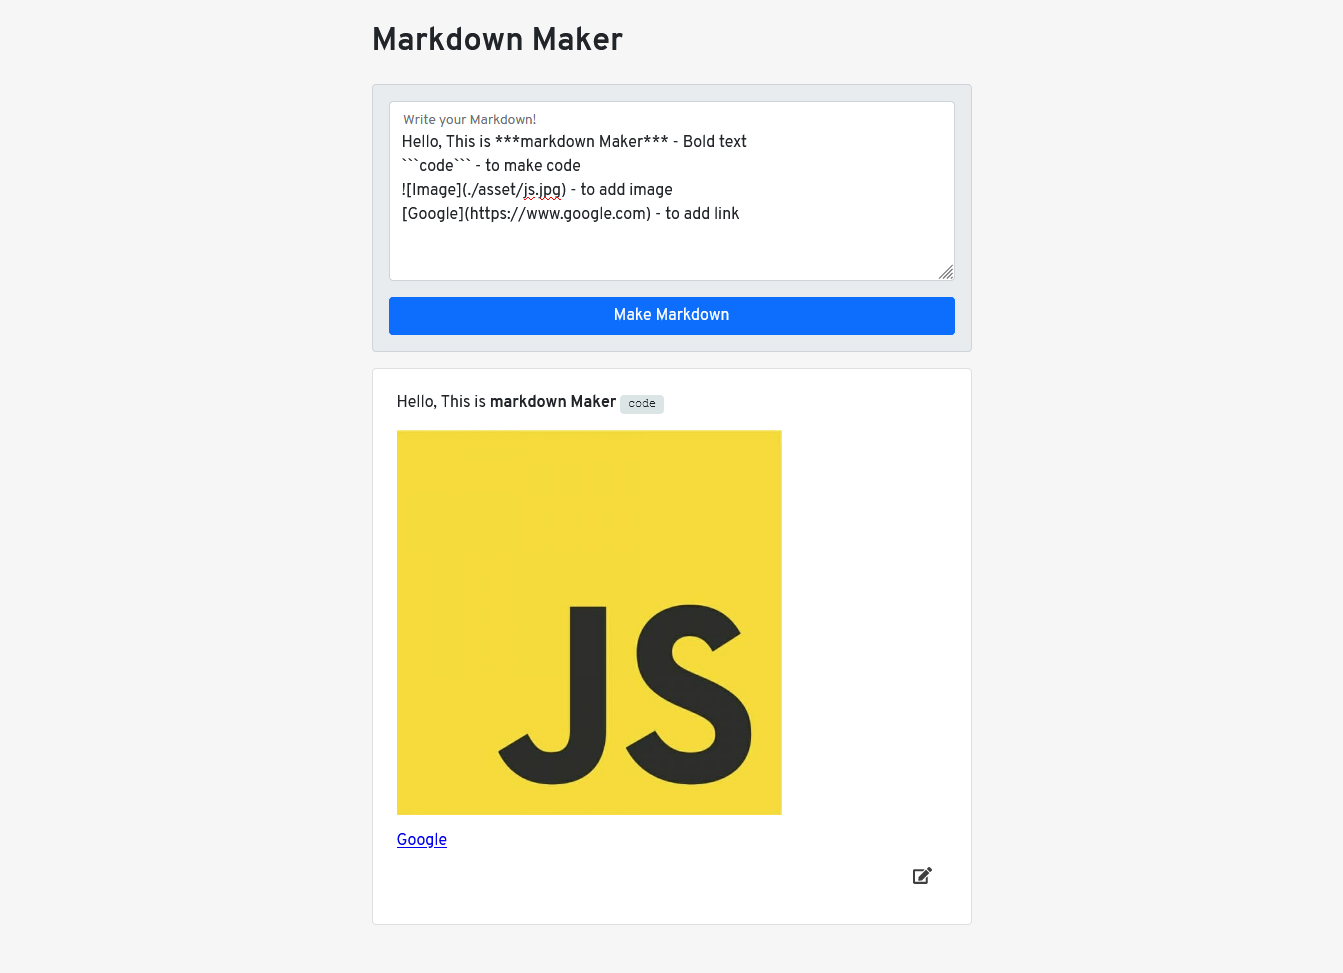 Markdown Maker
Write your Markdown!
Hello, This is ***markdown Maker*** - Bold text
```code``` - to make code
![Image](./asset/js.jpg) - to add image
[Google](https://www.google.com) - to add link
Make Markdown
Hello, This is markdown Maker code
JS
Google